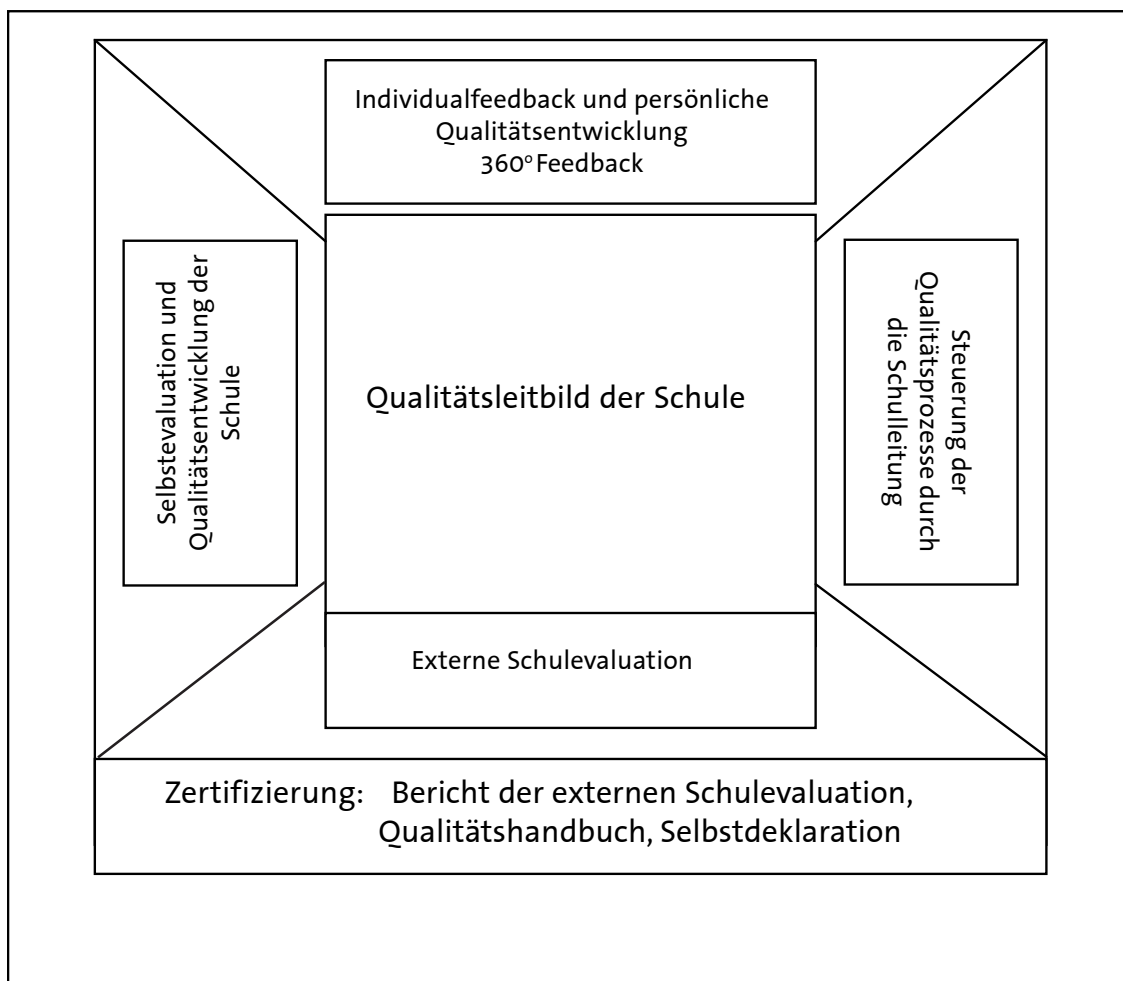 Individualfeedback und persönliche
Qualitätsentwicklung
360° Feedback
Selbstevaluation und
Qualitätsentwicklung der
Schule
Qualitätsleitbild der Schule
Steuerung der
Qualitätsprozesse durch
die Schulleitung
Externe Schulevaluation
Zertifizierung: Bericht der externen Schulevaluation,
Qualitätshandbuch, Selbstdeklaration